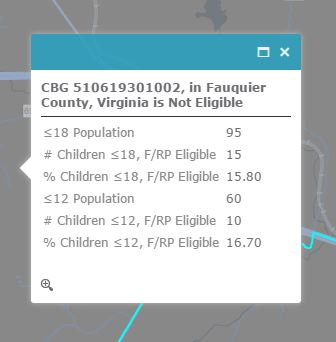 CBG 510619301002, in Fauquier
County, Virginia is Not Eligible
≤18 Population 95
# Children ≤18, F/RP Eligible 15
% Children ≤18, F/RP Eligible 15.80
≤12 Population 60
# Children ≤12, F/RP Eligible 10
% Children ≤12, F/RP Eligible 16.70